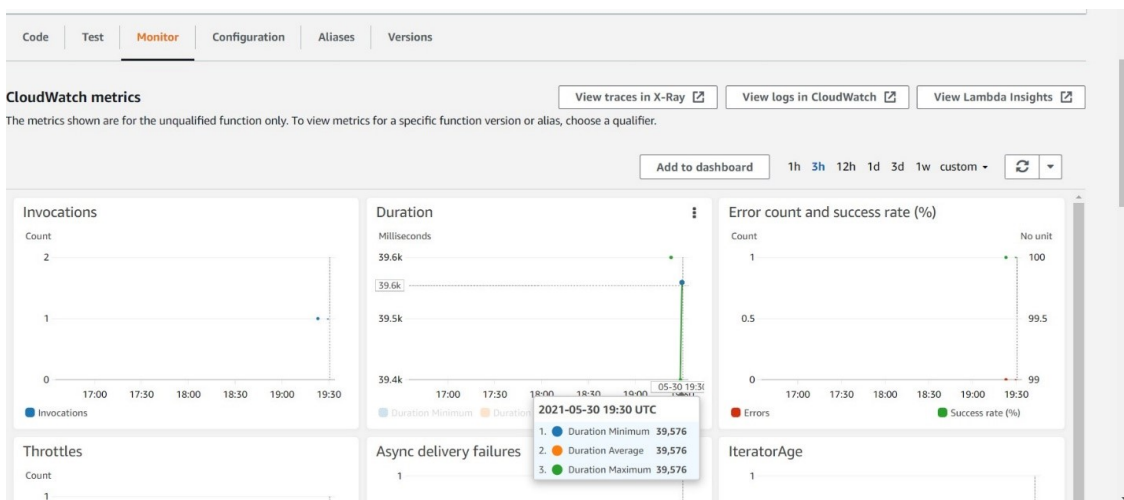 Code Test Monitor Configuration Aliases Versions
CloudWatch metrics
View traces in X-Ray View logs in CloudWatch View Lambda Insights
The metrics shown are for the unqualified function only. To view metrics for a specific function version or alias, choose a qualifier.
Add to dashboard 1h 3h 12h 1d 3d 1w custom
Invocations
Count
2
1
0
17:00 17:30 18:00 18:30 19:00 19:30
Invocations
Duration
Milliseconds
39.6k
39.6k
39.5k
39.4k
05-30 19:3
17:00 17:30 18:00 18:30 19:00
Duration Minimum Duration
2021-05-30 19:30 UTC
1. Duration Minimum 39,576
2. Duration Average 39,576
3. Duration Maximum 39,576
Error count and success rate (%)
Count No unit
1 100
0.5 99.5
0 99
17:00 17:30 18:00 18:30 19:00 19:30
Errors Success rate (%)
Throttles
Count
1
Async delivery failures
1
IteratorAge
1